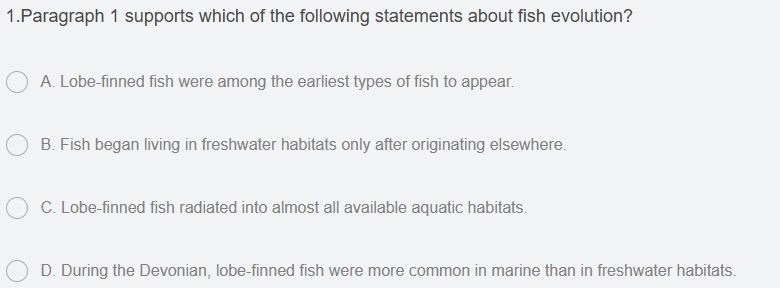 1.Paragraph 1 supports which of the following statements about fish evolution?
A. Lobe-finned fish were among the earliest types of fish to appear.
B. Fish began living in freshwater habitats only after originating elsewhere.
C. Lobe-finned fish radiated into almost all available aquatic habitats.
D. During the Devonian, lobe-finned fish were more common in marine than in freshwater habitats.